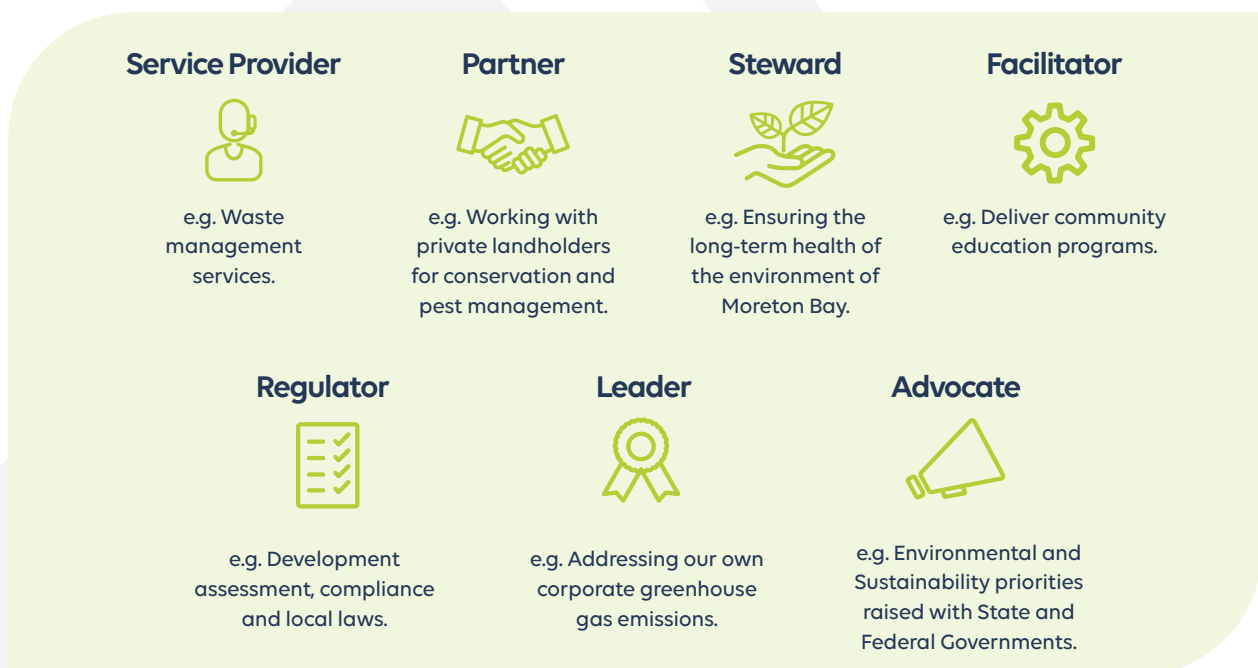 Service Provider
e.g. Waste
management
services.
Partner
e.g. Working with
private landholders
for conservation and
pest management.
Steward
e.g. Ensuring the
long-term health of
the environment of
Moreton Bay.
Facilitator
e.g. Deliver community
education programs.
Regulator
e.g. Development
assessment, compliance
and local laws.
Leader
e.g. Addressing our own
corporate greenhouse
gas emissions.
Advocate
e.g. Environmental and
Sustainability priorities
raised with State and
Federal Governments.